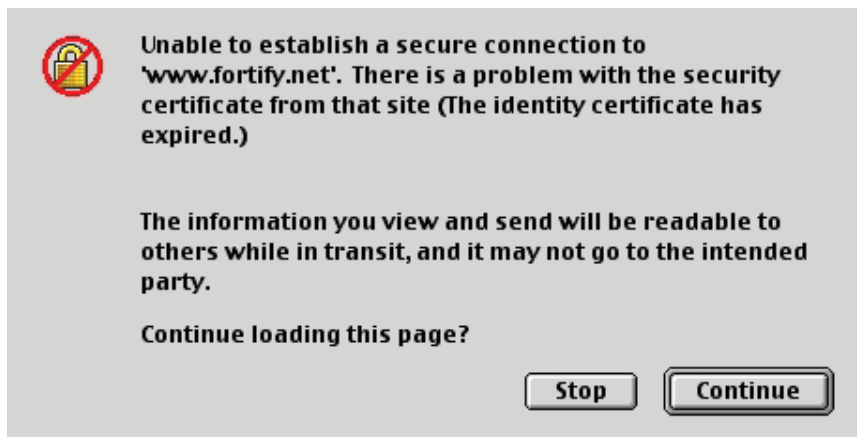 Unable to establish a secure connection to
'www.fortify.net'. There is a problem with the security
certificate from that site (The identity certificate has
expired.)
The information you view and send will be readable to
others while in transit, and it may not go to the intended
party.
Continue loading this page?
Stop Continue